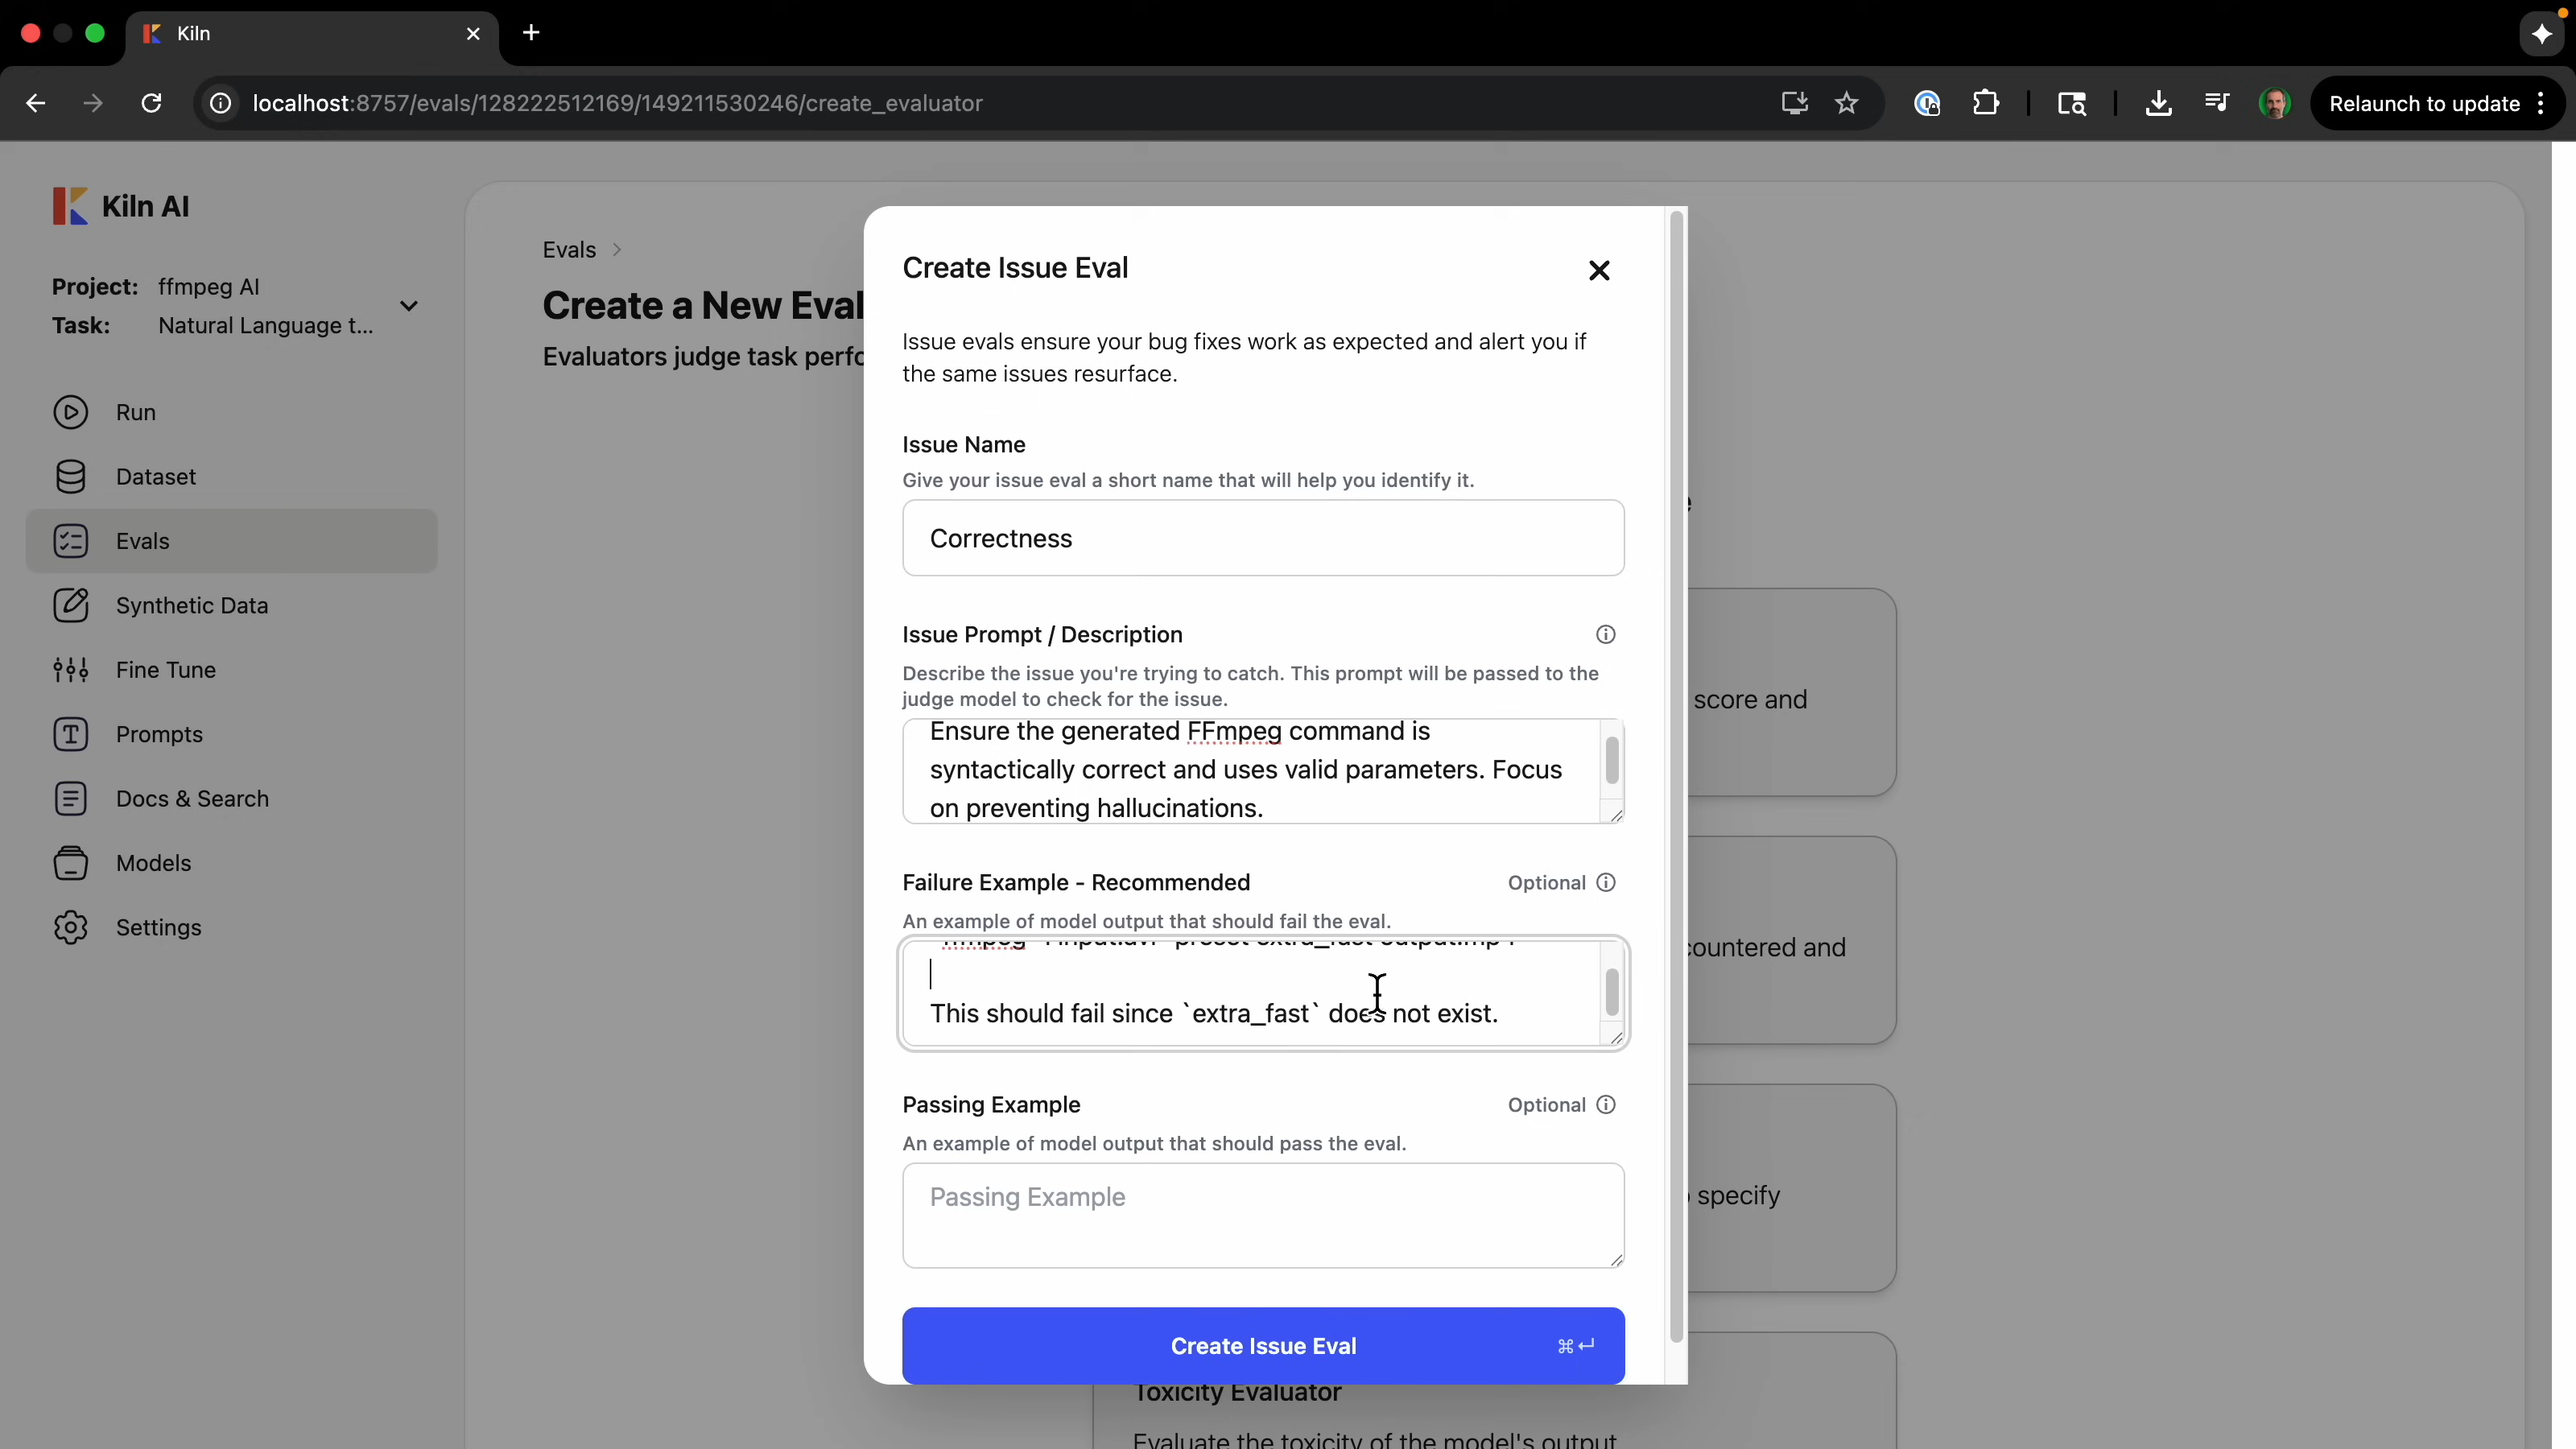 Kiln
localhost:8757/evals/128222512169/149211530246/create_evaluator
Relaunch to update
Kiln AI
Project: ffmpeg AI
Task: Natural Language t...
Run
Dataset
Evals
Synthetic Data
Fine Tune
Prompts
Docs & Search
Models
Settings
Evals
Create a New Eval
Evaluators judge task perfo
Create Issue Eval
Issue evals ensure your bug fixes work as expected and alert you if
the same issues resurface.
Issue Name
Give your issue eval a short name that will help you identify it.
Correctness
Issue Prompt / Description
Describe the issue you're trying to catch. This prompt will be passed to the
judge model to check for the issue.
Ensure the generated FFmpeg command is
syntactically correct and uses valid parameters. Focus
on preventing hallucinations.
Failure Example - Recommended
Optional
An example of model output that should fail the eval.
This should fail since `extra_fast` does not exist.
Passing Example
Optional
An example of model output that should pass the eval.
Passing Example
Create Issue Eval ⌘↵
score and
countered and
specify
Toxicity Evaluator
Evaluate the toxicity of the model's output